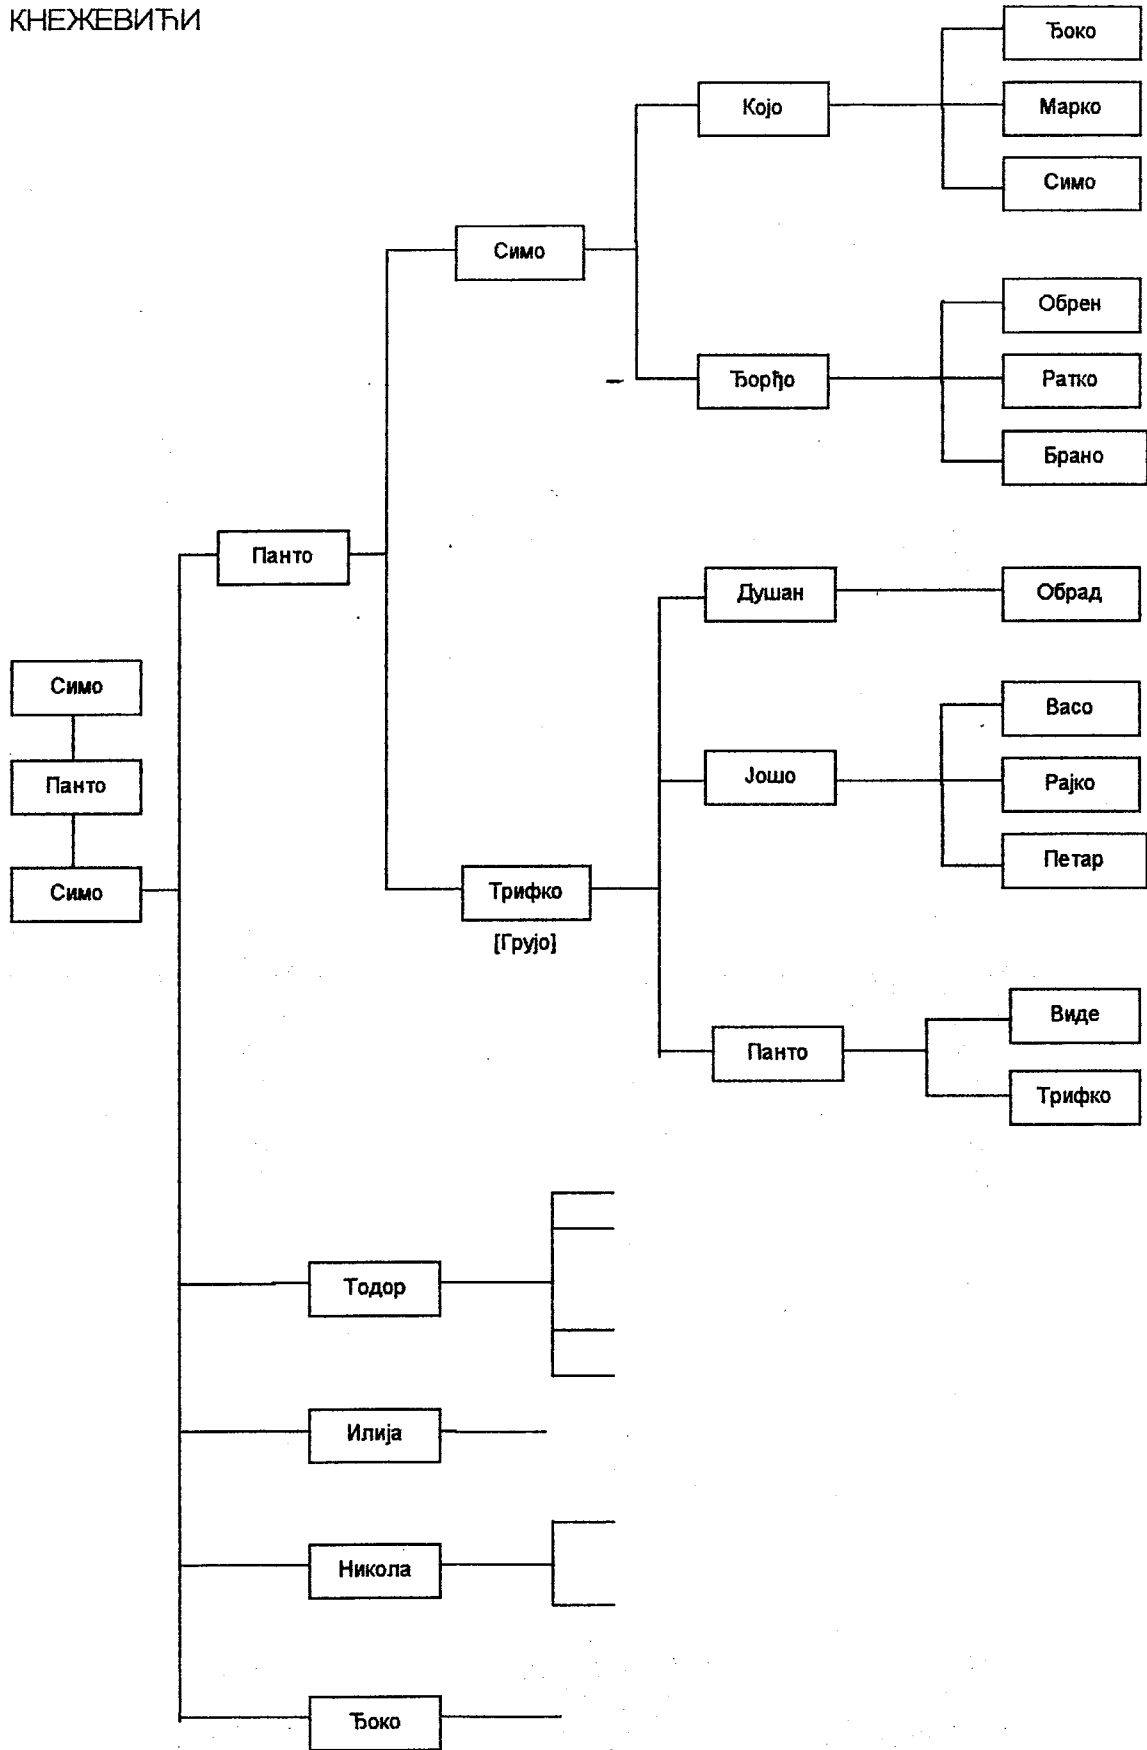 КНЕЖЕВИЋИ
Ђоко
Којо
Марко
Симо
Симо
Обрен
Ђорђо
Ратко
Брано
Панто
Душан
Обрад
Симо
Васо
Панто
Јошо
Рајко
Петар
Симо
Трифко
[Грујо]
Виде
Панто
Трифко
Тодор
Илија
Никола
Ђоко